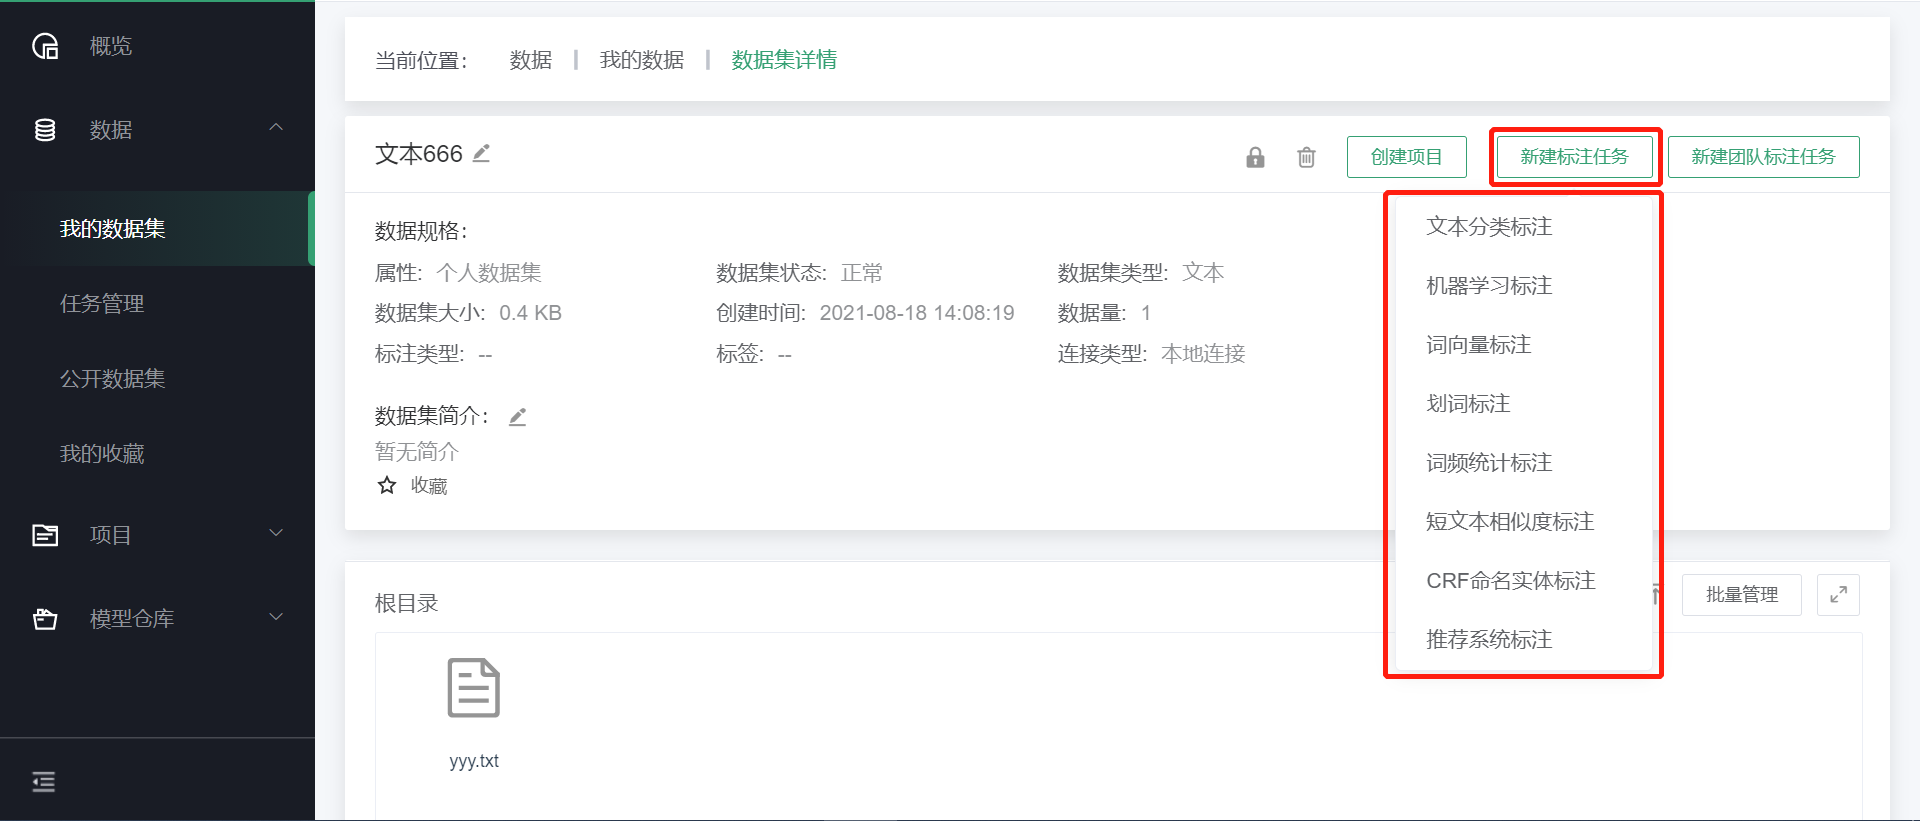 概览
数据
我的数据集
任务管理
公开数据集
我的收藏
项目
模型仓库
当前位置： 数据 | 我的数据 | 数据集详情
文本666
创建项目 新建标注任务 新建团队标注任务
数据规格：
属性: 个人数据集 数据集状态: 正常 数据集类型: 文本
数据集大小: 0.4 KB 创建时间: 2021-08-18 14:08:19 数据量: 1
标注类型: -- 标签: -- 连接类型: 本地连接
数据集简介：
暂无简介
收藏
文本分类标注
机器学习标注
词向量标注
划词标注
词频统计标注
短文本相似度标注
CRF命名实体标注
推荐系统标注
根目录 批量管理
yyy.txt